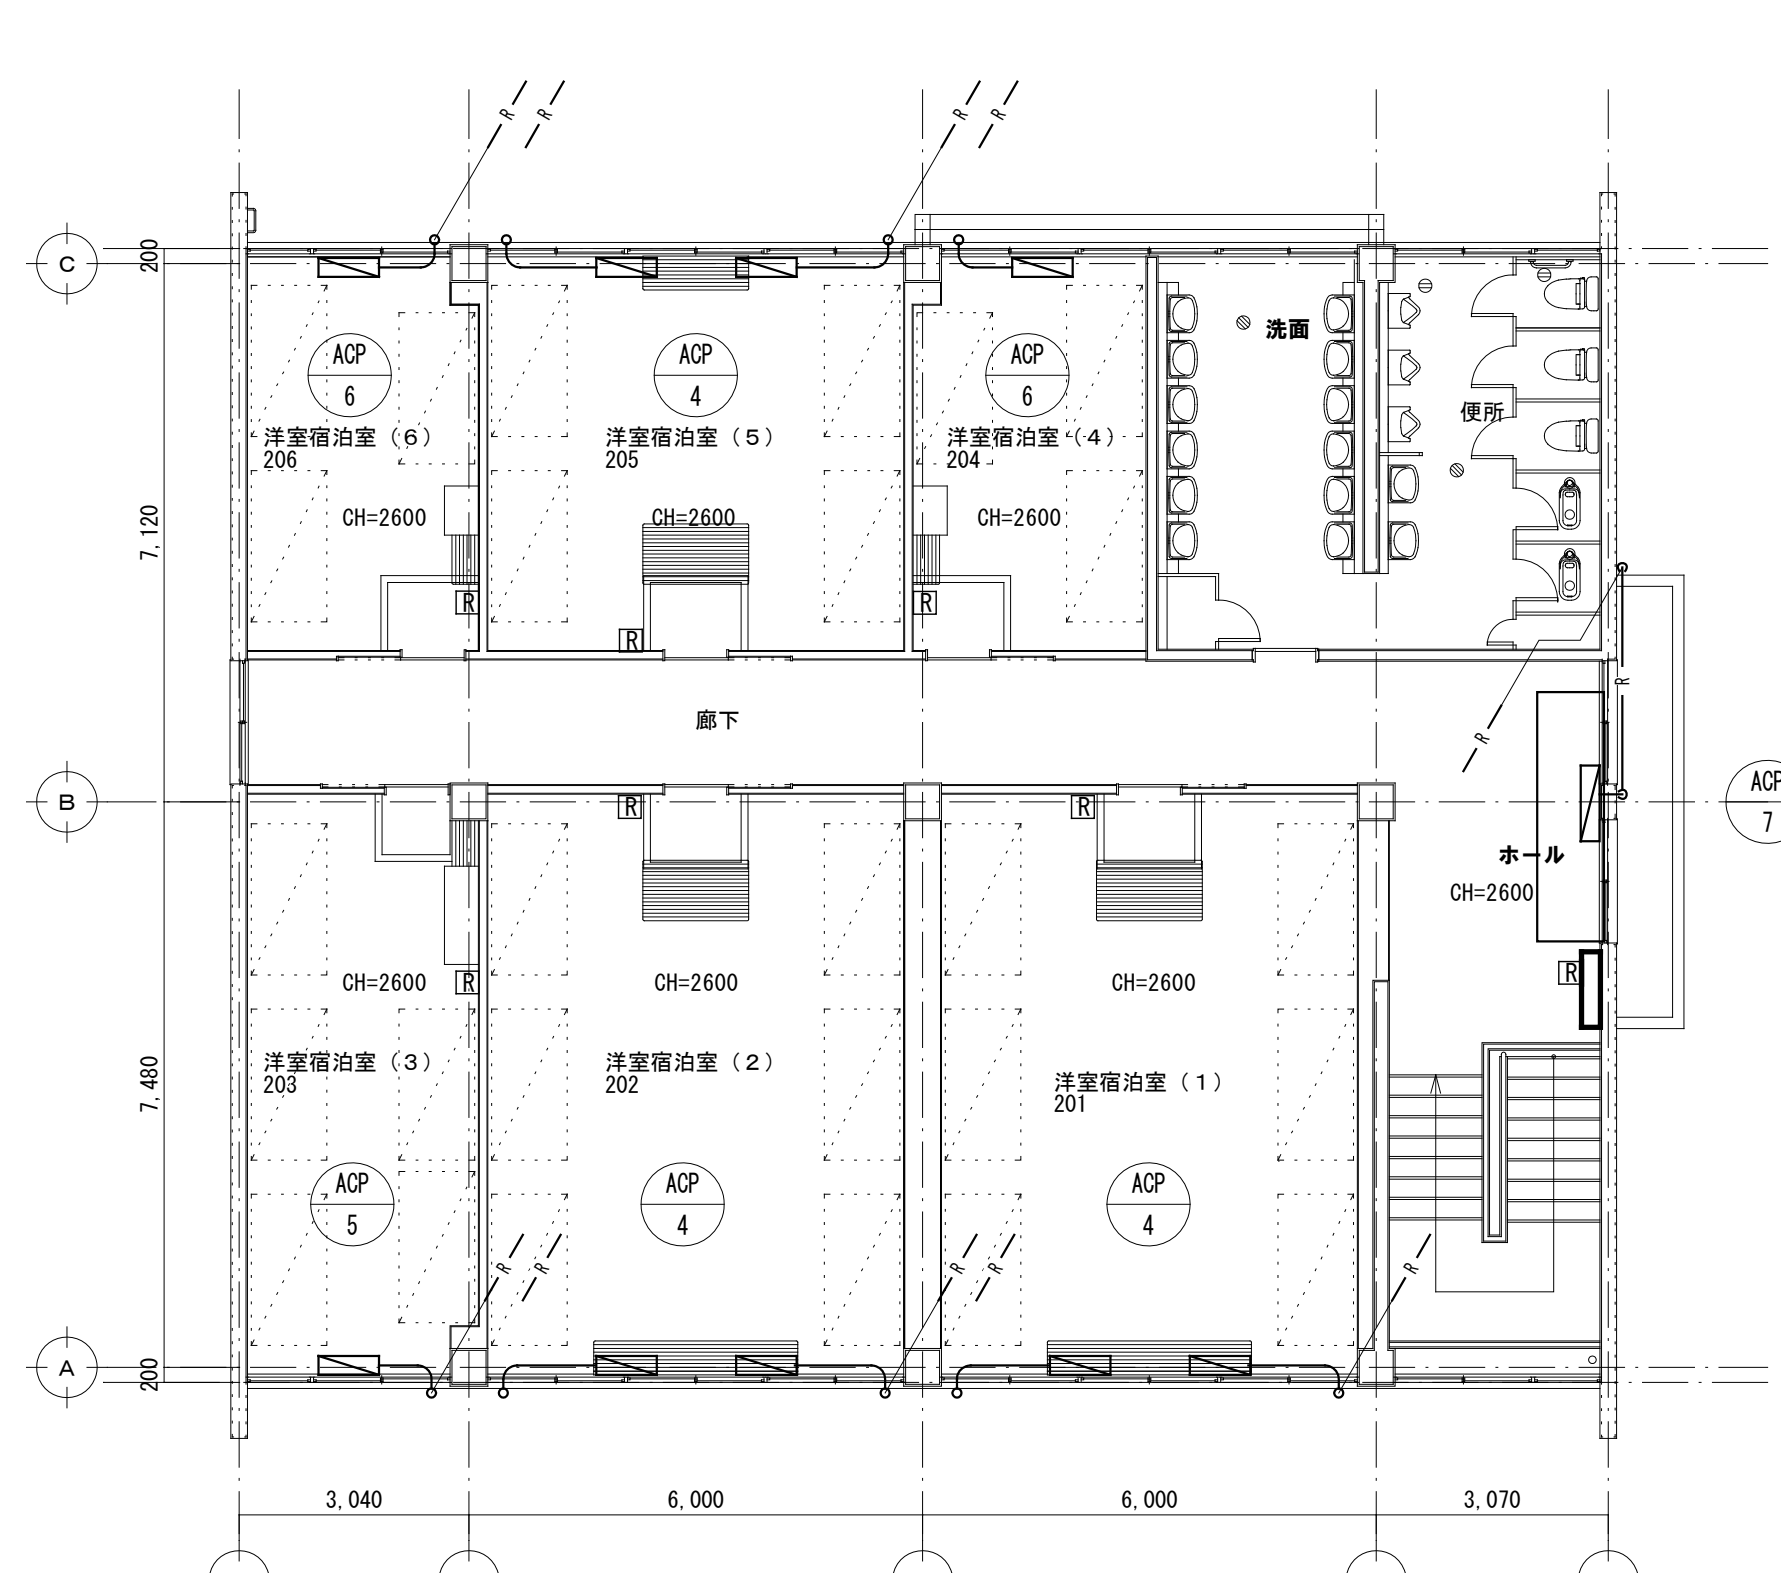 R R R R
C
200
洗面
ACP
6
ACP
4
ACP
6
便所
洋室宿泊室（6）
206
洋室宿泊室（5）
205
洋室宿泊室（4）
204
7,120
CH=2600
CH=2600
CH=2600
R
R
R
R
廊下
R
B
R
R
ACP
7
ホール
CH=2600
CH=2600
CH=2600
CH=2600
R
R
7,480
洋室宿泊室（3）
203
洋室宿泊室（2）
202
洋室宿泊室（1）
201
ACP
5
ACP
4
ACP
4
R R R R R
A
200
3,040
6,000
6,000
3,070